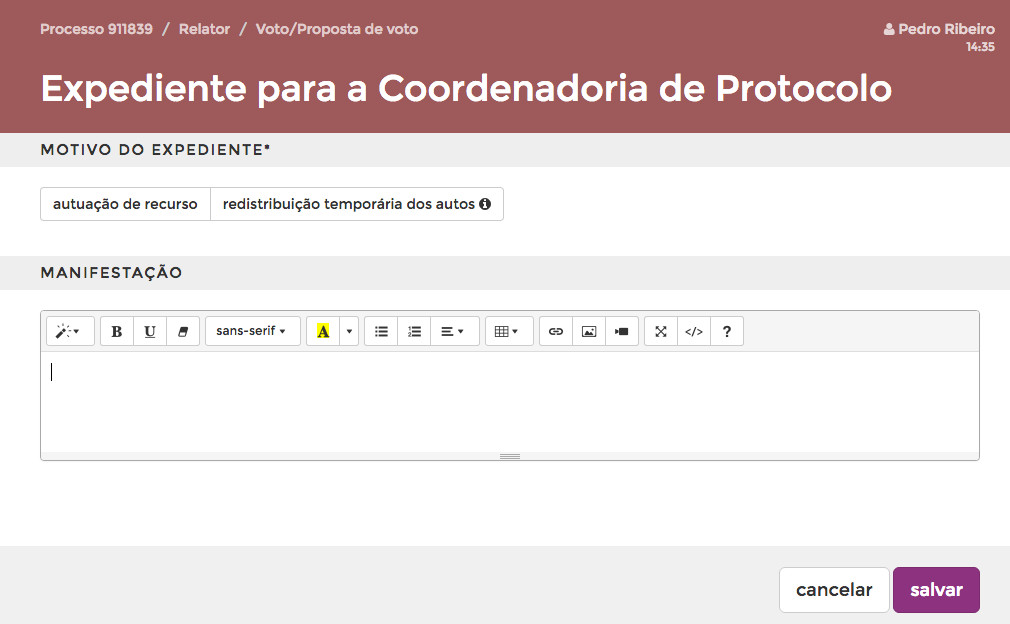 Processo 911839 / Relator / Voto/Proposta de voto
Pedro Ribeiro
14:35
Expediente para a Coordenadoria de Protocolo
MOTIVO DO EXPEDIENTE*
autuação de recurso
redistribuição temporária dos autos
MANIFESTAÇÃO
B U sans-serif A </> ?
cancelar
salvar